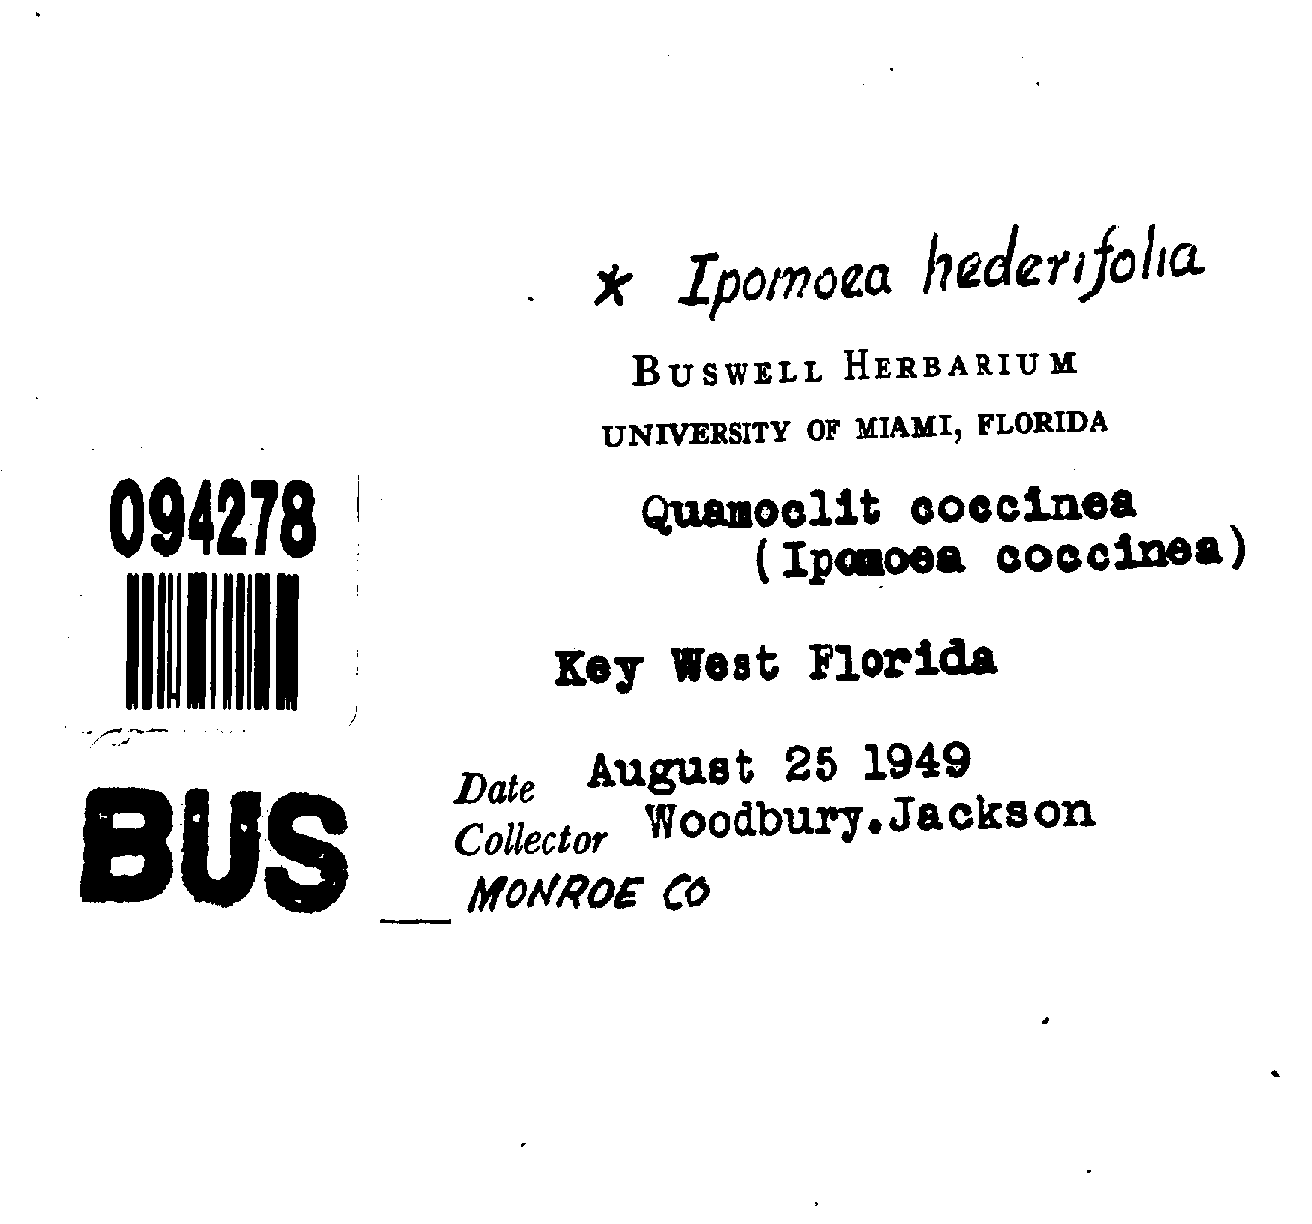 * Ipomoea hederifolia
BUSWELL HERBARIUM
UNIVERSITY OF MIAMI, FLORIDA
094278
Quamoclit coccinea
(Ipomoea coccinea)
Key West Florida
Date August 25 1949
Collector Woodbury.Jackson
BUS
MONROE CO